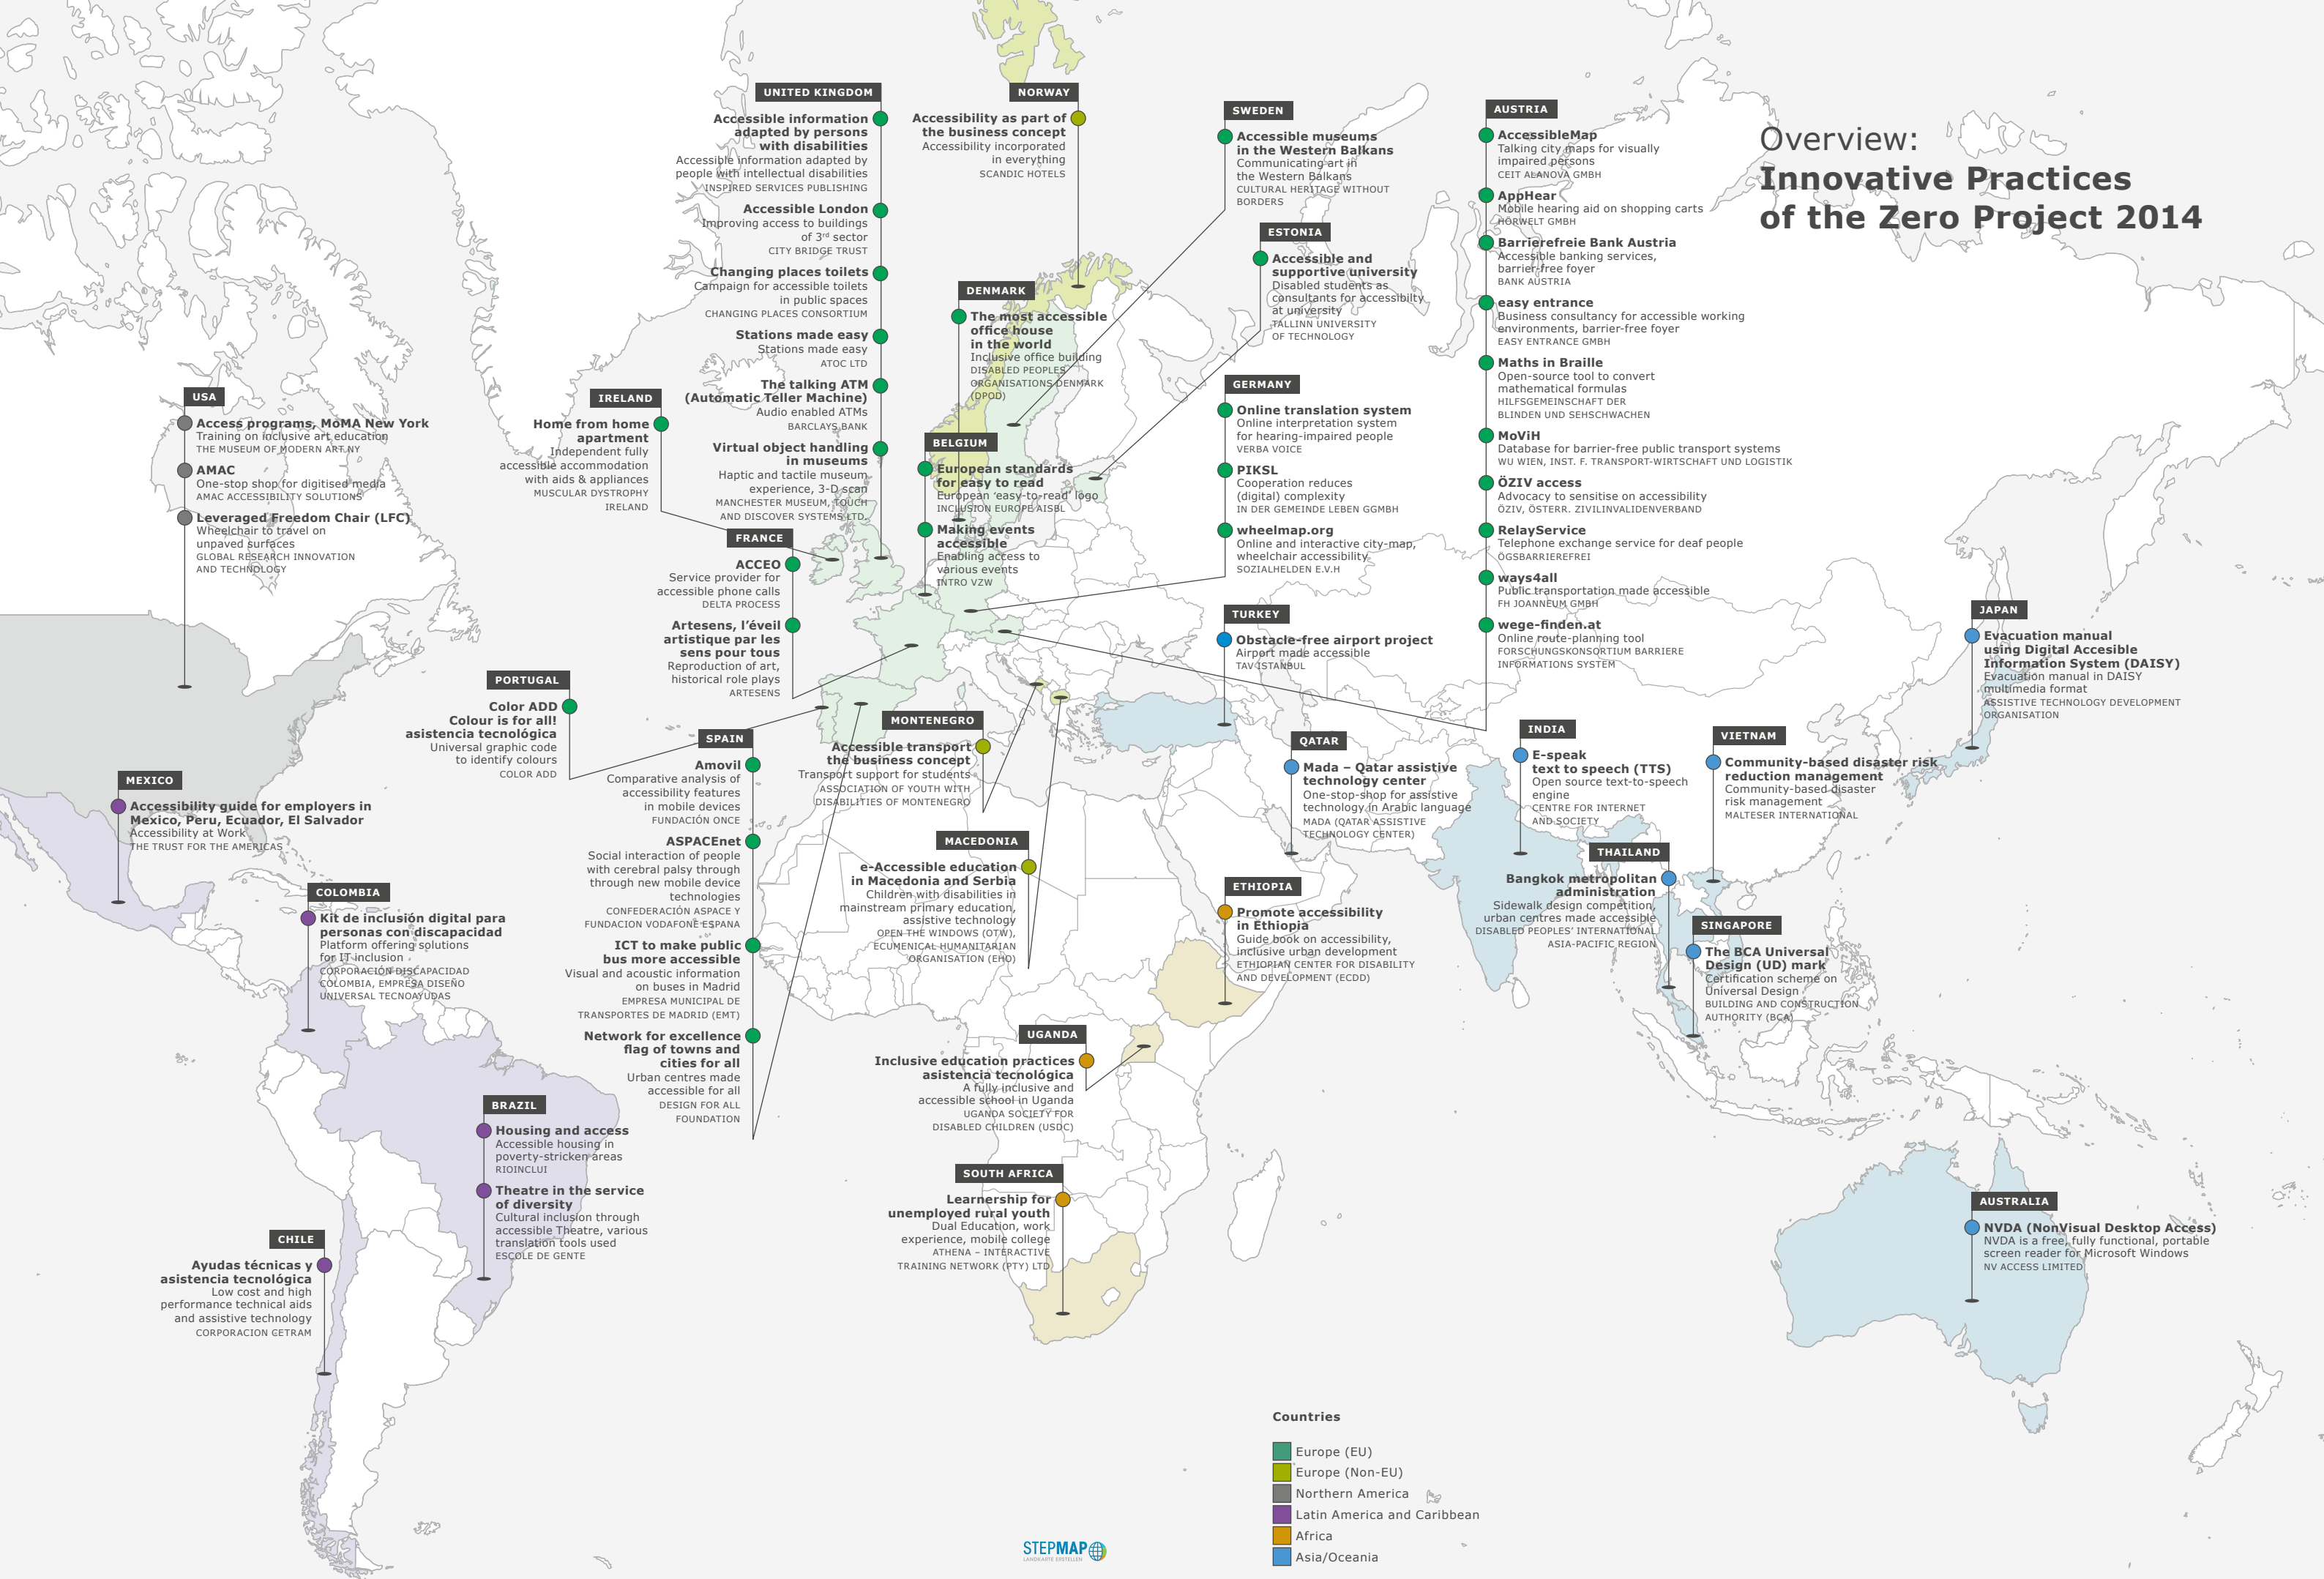 Overview:
Innovative Practices
of the Zero Project 2014
UNITED KINGDOM
Accessible information
adapted by persons
with disabilities
Accessible information adapted by
people with intellectual disabilities
INSPIRED SERVICES PUBLISHING
Accessible London
Improving access to buildings
of 3rd sector
CITY BRIDGE TRUST
Changing places toilets
Campaign for accessible toilets
in public spaces
CHANGING PLACES CONSORTIUM
Stations made easy
Stations made easy
ATOC LTD
The talking ATM
(Automatic Teller Machine)
Audio enabled ATMs
BARCLAYS BANK
Virtual object handling
in museums
Haptic and tactile museum
experience, 3-D scan
MANCHESTER MUSEUM, TOUCH
AND DISCOVER SYSTEMS LTD.
NORWAY
Accessibility as part of
the business concept
Accessibility incorporated
in everything
SCANDIC HOTELS
SWEDEN
Accessible museums
in the Western Balkans
Communicating art in
the Western Balkans
CULTURAL HERITAGE WITHOUT
BORDERS
ESTONIA
Accessible and
supportive university
Disabled students as
consultants for accessibilty
at university
TALLINN UNIVERSITY
OF TECHNOLOGY
AUSTRIA
AccessibleMap
Talking city maps for visually
impaired persons
CEIT ALANOVA GMBH
AppHear
Mobile hearing aid on shopping carts
HÖRWELT GMBH
Barrierefreie Bank Austria
Accessible banking services,
barrier-free foyer
BANK AUSTRIA
easy entrance
Business consultancy for accessible working
environments, barrier-free foyer
EASY ENTRANCE GMBH
Maths in Braille
Open-source tool to convert
mathematical formulas
HILFSGEMEINSCHAFT DER
BLINDEN UND SEHSCHWACHEN
MoViH
Database for barrier-free public transport systems
WU WIEN, INST. F. TRANSPORT-WIRTSCHAFT UND LOGISTIK
ÖZIV access
Advocacy to sensitise on accessibility
ÖZIV, ÖSTERR. ZIVILINVALIDENVERBAND
RelayService
Telephone exchange service for deaf people
ÖGSBARRIEREFREI
ways4all
Public transportation made accessible
FH JOANNEUM GMBH
wege-finden.at
Online route-planning tool
FORSCHUNGSKONSORTIUM BARRIERE
INFORMATIONS SYSTEM
DENMARK
The most accessible
office house
in the world
Inclusive office building
DISABLED PEOPLES
ORGANISATIONS DENMARK
(DPOD)
BELGIUM
European standards
for easy to read
European 'easy-to-read' logo
INCLUSION EUROPE AISBL
Making events
accessible
Enabling access to
various events
INTRO VZW
GERMANY
Online translation system
Online interpretation system
for hearing-impaired people
VERBA VOICE
PIKSL
Cooperation reduces
(digital) complexity
IN DER GEMEINDE LEBEN GGMBH
wheelmap.org
Online and interactive city-map,
wheelchair accessibility
SOZIALHELDEN E.V.H
USA
Access programs, MoMA New York
Training on inclusive art education
THE MUSEUM OF MODERN ART NY
AMAC
One-stop shop for digitised media
AMAC ACCESSIBILITY SOLUTIONS
Leveraged Freedom Chair (LFC)
Wheelchair to travel on
unpaved surfaces
GLOBAL RESEARCH INNOVATION
AND TECHNOLOGY
IRELAND
Home from home
apartment
Independent fully
accessible accommodation
with aids & appliances
MUSCULAR DYSTROPHY
IRELAND
FRANCE
ACCEO
Service provider for
accessible phone calls
DELTA PROCESS
Artesens, l'éveil
artistique par les
sens pour tous
Reproduction of art,
historical role plays
ARTESENS
PORTUGAL
Color ADD
Colour is for all!
asistencia tecnológica
Universal graphic code
to identify colours
COLOR ADD
SPAIN
Amovil
Comparative analysis of
accessibility features
in mobile devices
FUNDACIÓN ONCE
ASPACEnet
Social interaction of people
with cerebral palsy through
through new mobile device
technologies
CONFEDERACIÓN ASPACE Y
FUNDACION VODAFONE ESPANA
ICT to make public
bus more accessible
Visual and acoustic information
on buses in Madrid
EMPRESA MUNICIPAL DE
TRANSPORTES DE MADRID (EMT)
Network for excellence
flag of towns and
cities for all
Urban centres made
accessible for all
DESIGN FOR ALL
FOUNDATION
MONTENEGRO
Accessible transport
the business concept
Transport support for students
ASSOCIATION OF YOUTH WITH
DISABILITIES OF MONTENEGRO
MACEDONIA
e-Accessible education
in Macedonia and Serbia
Children with disabilities in
mainstream primary education,
assistive technology
OPEN THE WINDOWS (OTW),
ECUMENICAL HUMANITARIAN
ORGANISATION (EHO)
TURKEY
Obstacle-free airport project
Airport made accessible
TAV ISTANBUL
QATAR
Mada – Qatar assistive
technology center
One-stop-shop for assistive
technology in Arabic language
MADA (QATAR ASSISTIVE
TECHNOLOGY CENTER)
INDIA
E-speak
text to speech (TTS)
Open source text-to-speech
engine
CENTRE FOR INTERNET
AND SOCIETY
VIETNAM
Community-based disaster risk
reduction management
Community-based disaster
risk management
MALTESER INTERNATIONAL
JAPAN
Evacuation manual
using Digital Accesible
Information System (DAISY)
Evacuation manual in DAISY
multimedia format
ASSISTIVE TECHNOLOGY DEVELOPMENT
ORGANISATION
THAILAND
Bangkok metropolitan
administration
Sidewalk design competition,
urban centres made accessible
DISABLED PEOPLES' INTERNATIONAL
ASIA-PACIFIC REGION
SINGAPORE
The BCA Universal
Design (UD) mark
Certification scheme on
Universal Design
BUILDING AND CONSTRUCTION
AUTHORITY (BCA)
MEXICO
Accessibility guide for employers in
Mexico, Peru, Ecuador, El Salvador
Accessibility at Work
THE TRUST FOR THE AMERICAS
COLOMBIA
Kit de inclusión digital para
personas con discapacidad
Platform offering solutions
for IT inclusion
CORPORACIÓN DISCAPACIDAD
COLOMBIA, EMPRESA DISEÑO
UNIVERSAL TECNOAYUDAS
BRAZIL
Housing and access
Accessible housing in
poverty-stricken areas
RIOINCLUI
Theatre in the service
of diversity
Cultural inclusion through
accessible Theatre, various
translation tools used
ESCOLE DE GENTE
CHILE
Ayudas técnicas y
asistencia tecnológica
Low cost and high
performance technical aids
and assistive technology
CORPORACION GETRAM
ETHIOPIA
Promote accessibility
in Ethiopia
Guide book on accessibility,
inclusive urban development
ETHIOPIAN CENTER FOR DISABILITY
AND DEVELOPMENT (ECDD)
UGANDA
Inclusive education practices
asistencia tecnológica
A fully inclusive and
accessible school in Uganda
UGANDA SOCIETY FOR
DISABLED CHILDREN (USDC)
SOUTH AFRICA
Learnership for
unemployed rural youth
Dual Education, work
experience, mobile college
ATHENA – INTERACTIVE
TRAINING NETWORK (PTY) LTD
AUSTRALIA
NVDA (NonVisual Desktop Access)
NVDA is a free, fully functional, portable
screen reader for Microsoft Windows
NV ACCESS LIMITED
Countries
Europe (EU)
Europe (Non-EU)
Northern America
Latin America and Caribbean
Africa
Asia/Oceania
STEPMAP
LANDKARTE ERSTELLEN